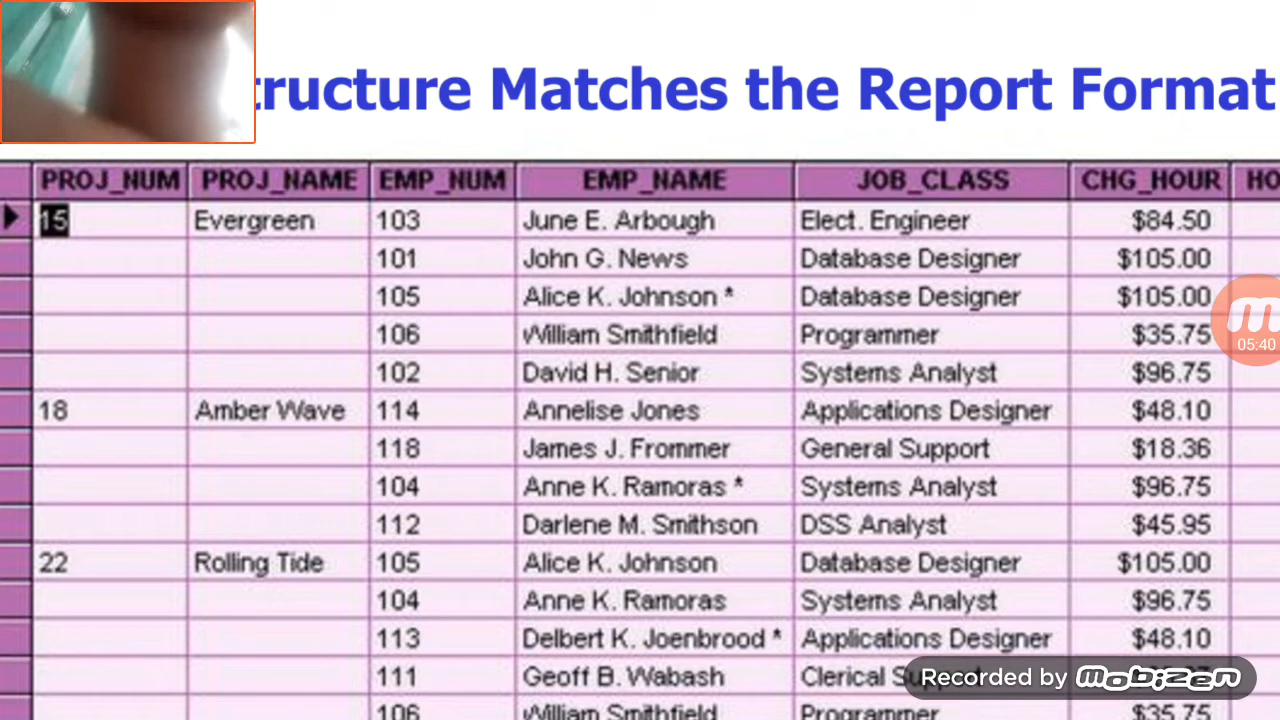 tructure Matches the Report Format
PROJ_NUM PROJ_NAME EMP_NUM EMP_NAME JOB_CLASS CHG_HOUR HO
15 Evergreen 103 June E. Arbough Elect. Engineer $84.50
101 John G. News Database Designer $105.00
105 Alice K. Johnson * Database Designer $105.00
106 William Smithfield Programmer $35.75
05:40
102 David H. Senior Systems Analyst $96.75
18 Amber Wave 114 Annelise Jones Applications Designer $48.10
118 James J. Frommer General Support $18.36
104 Anne K. Ramoras * Systems Analyst $96.75
112 Darlene M. Smithson DSS Analyst $45.95
22 Rolling Tide 105 Alice K. Johnson Database Designer $105.00
104 Anne K. Ramoras Systems Analyst $96.75
113 Delbert K. Joenbrood * Applications Designer $48.10
111 Geoff B. Wabash Clerical Support
Recorded by MOBIZEN
106 William Smithfield Programmer $35.75